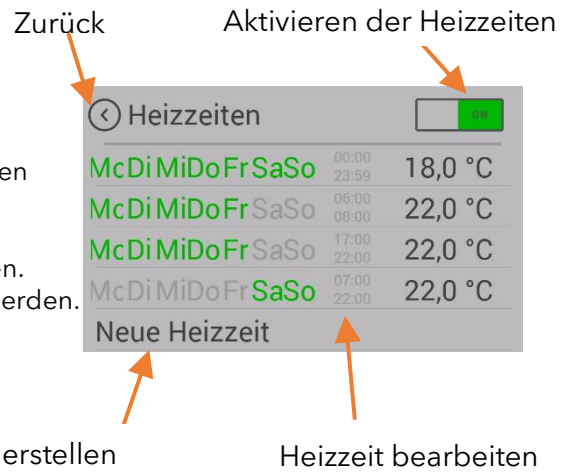 Zurück
Aktivieren der Heizzeiten
Heizzeiten
ON
en
McDiMiDoFrSaSo 00:00 23:59 18,0 °C
McDiMiDoFrSaSo 06:00 08:00 22,0 °C
n.
McDiMiDoFrSaSo 17:00 22:00 22,0 °C
erden.
McDiMiDoFrSaSo 07:00 22:00 22,0 °C
Neue Heizzeit
erstellen
Heizzeit bearbeiten